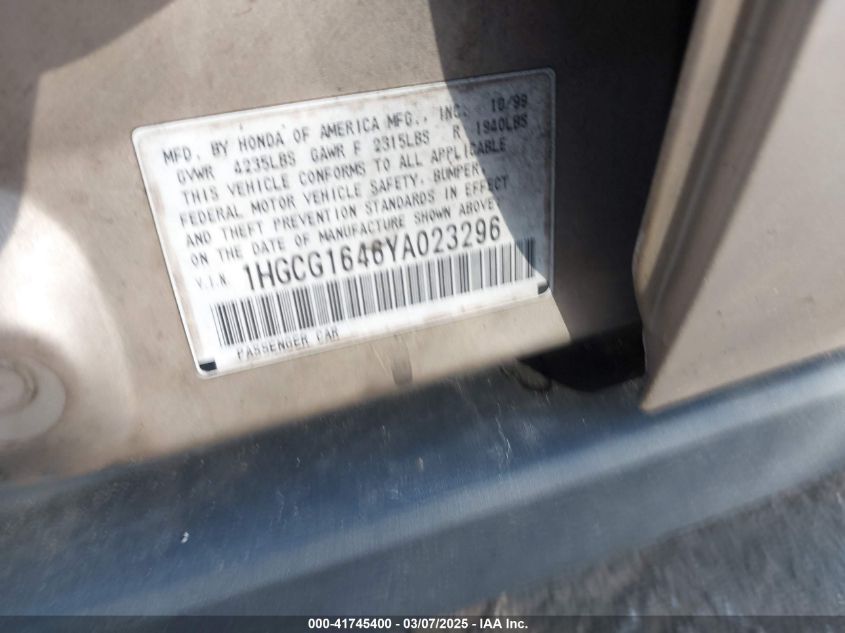 MFD. BY HONDA OF AMERICA MFG., INC. 10/99
GVWR 4235LBS GAWR F 2315LBS R 1940LBS
THIS VEHICLE CONFORMS TO ALL APPLICABLE
FEDERAL MOTOR VEHICLE SAFETY, BUMPER,
AND THEFT PREVENTION STANDARDS IN EFFECT
ON THE DATE OF MANUFACTURE SHOWN ABOVE.
V.I.N. 1HGCG1646YA023296
PASSENGER CAR
000-41745400 - 03/07/2025 - IAA Inc.